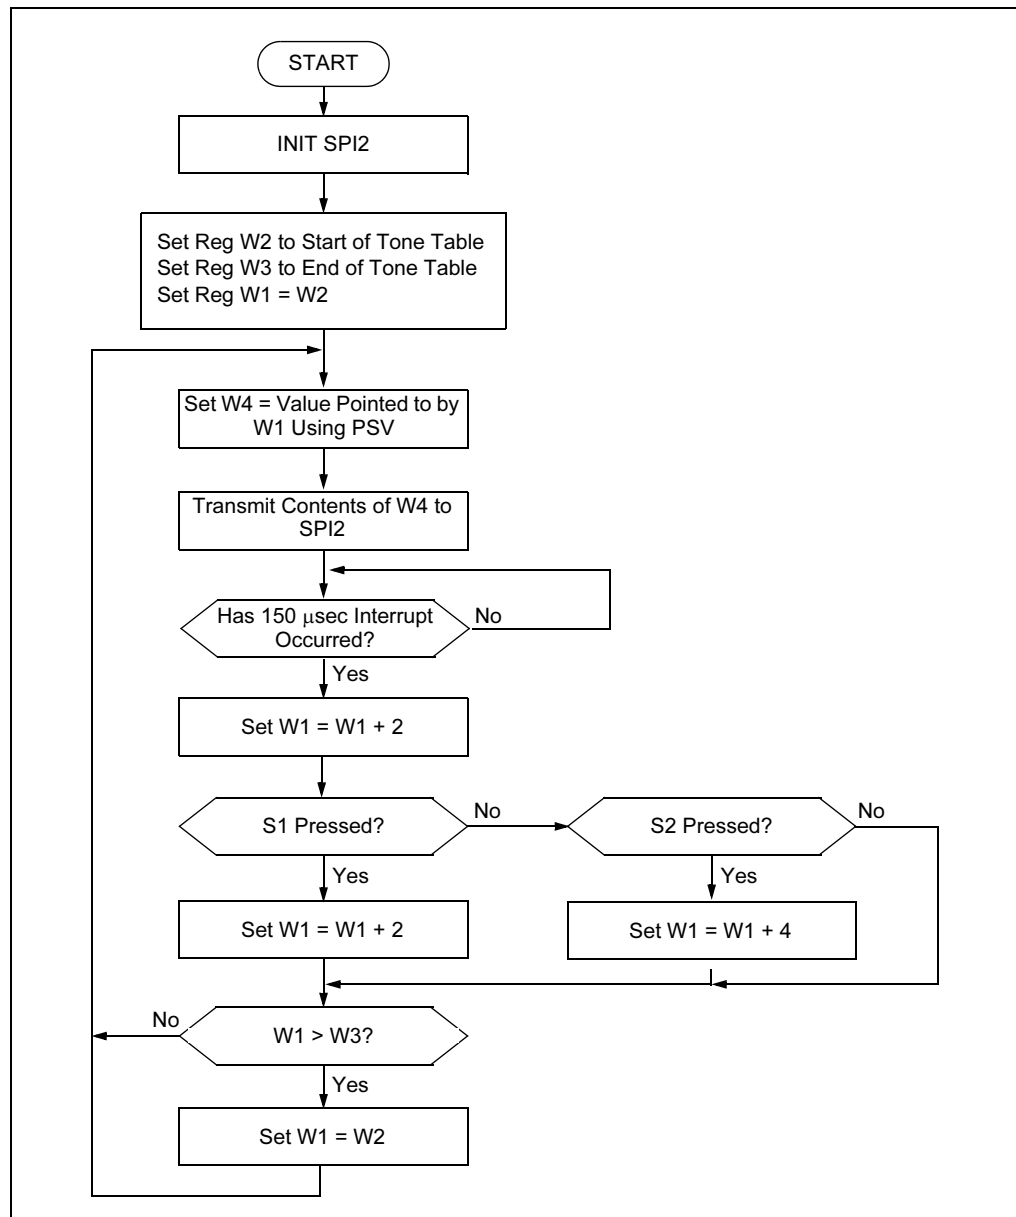 START
INIT SPI2
Set Reg W2 to Start of Tone Table
Set Reg W3 to End of Tone Table
Set Reg W1 = W2
Set W4 = Value Pointed to by
W1 Using PSV
Transmit Contents of W4 to
SPI2
Has 150 μsec Interrupt
Occurred?
No
Yes
Set W1 = W1 + 2
S1 Pressed?
No
S2 Pressed?
No
Yes
Yes
Set W1 = W1 + 2
Set W1 = W1 + 4
No
W1 > W3?
Yes
Set W1 = W2